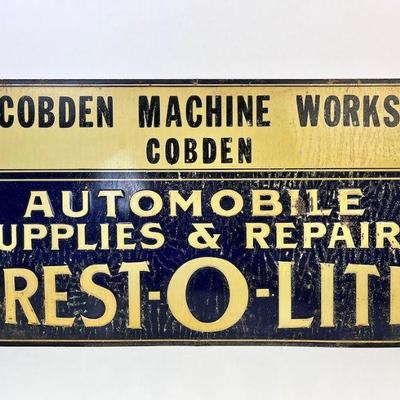 COBDEN MACHINE WORKS
COBDEN
AUTOMOBILE
UPPLIES & REPAIR
REST-O-LIT